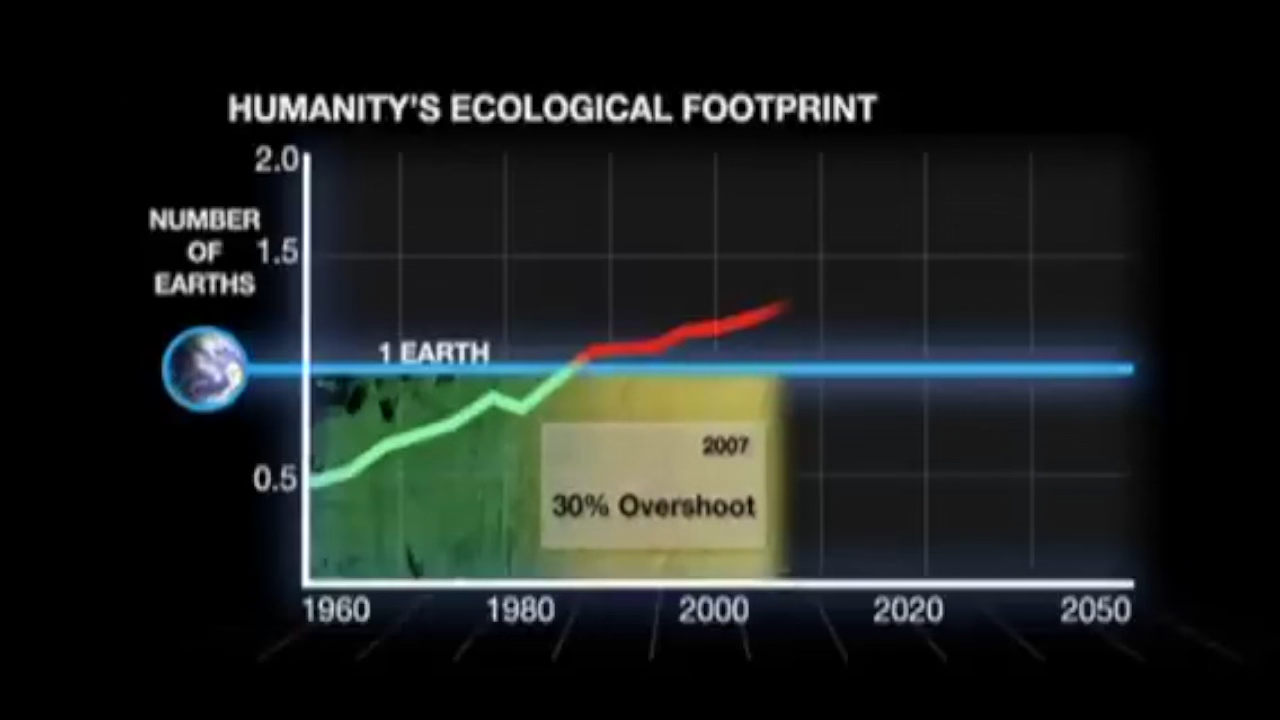 HUMANITY'S ECOLOGICAL FOOTPRINT
2.0
NUMBER
OF
EARTHS
1.5
1 EARTH
0.5
2007
30% Overshoot
1960 1980 2000 2020 2050